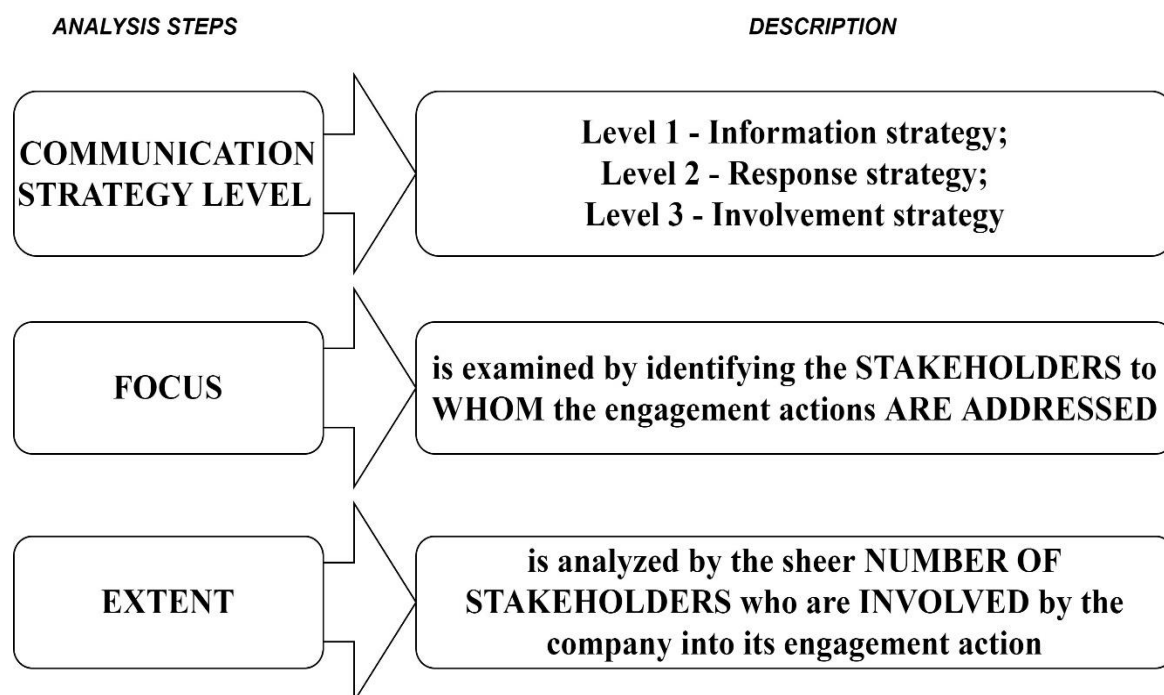 ANALYSIS STEPS
DESCRIPTION
COMMUNICATION
STRATEGY LEVEL
Level 1 - Information strategy;
Level 2 - Response strategy;
Level 3 - Involvement strategy
FOCUS
is examined by identifying the STAKEHOLDERS to
WHOM the engagement actions ARE ADDRESSED
EXTENT
is analyzed by the sheer NUMBER OF
STAKEHOLDERS who are INVOLVED by the
company into its engagement action